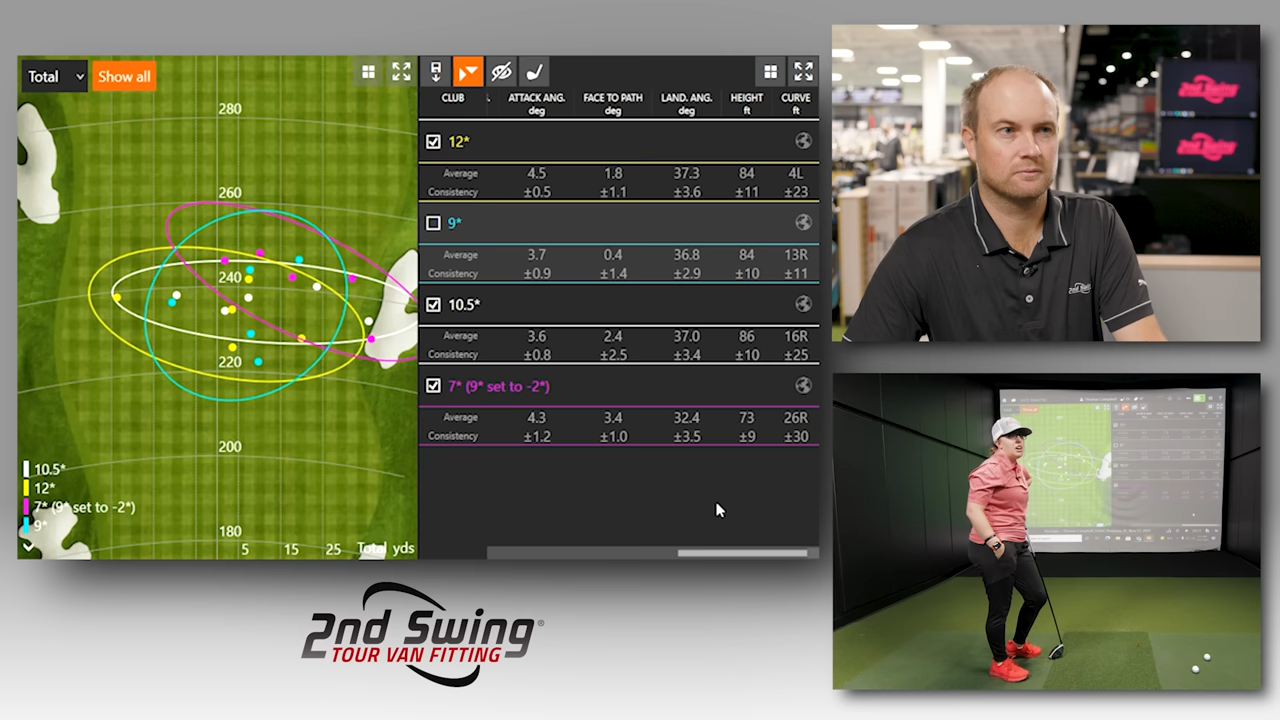 Total
Show all
280
260
240
220
200
180
5 15 25 Total yds
10.5*
12*
7* (9* set to -2*)
9*
CLUB ATTACK ANG. FACE TO PATH LAND. ANG. HEIGHT CURVE
deg deg deg ft ft
12*
Average 4.5 1.8 37.3 84 4L
Consistency ±0.5 ±1.1 ±3.6 ±11 ±23
9*
Average 3.7 0.4 36.8 84 13R
Consistency ±0.9 ±1.4 ±2.9 ±10 ±11
10.5*
Average 3.6 2.4 37.0 86 16R
Consistency ±0.8 ±2.5 ±3.4 ±10 ±25
7* (9* set to -2*)
Average 4.3 3.4 32.4 73 26R
Consistency ±1.2 ±1.0 ±3.5 ±9 ±30
2nd Swing
2nd Swing
2nd Swing
2nd Swing®
TOUR VAN FITTING